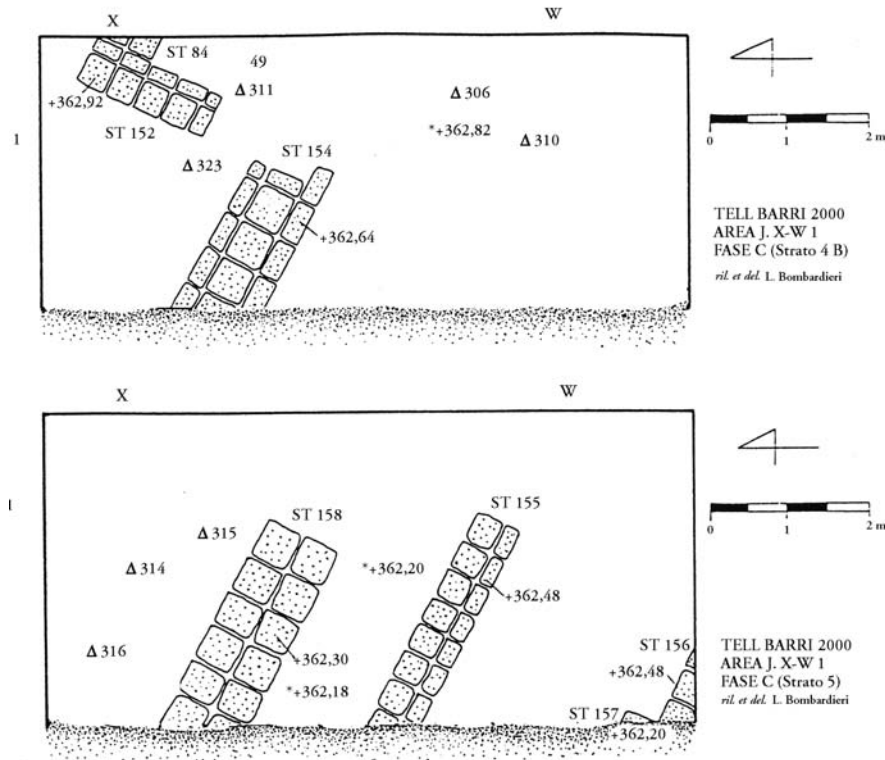 X
W
ST 84
49
Δ 311
Δ 306
+362,92
*+362,82
ST 152
Δ 310
1
Δ 323
ST 154
+362,64
0 1 2 m
TELL BARRI 2000
AREA J. X-W 1
FASE C (Strato 4 B)
ril. et del. L. Bombardieri
X
W
1
ST 158
ST 155
Δ 315
Δ 314
*+362,20
+362,48
Δ 316
+362,30
*+362,18
ST 156
+362,48
ST 157
+362,20
0 1 2 m
TELL BARRI 2000
AREA J. X-W 1
FASE C (Strato 5)
ril. et del. L. Bombardieri